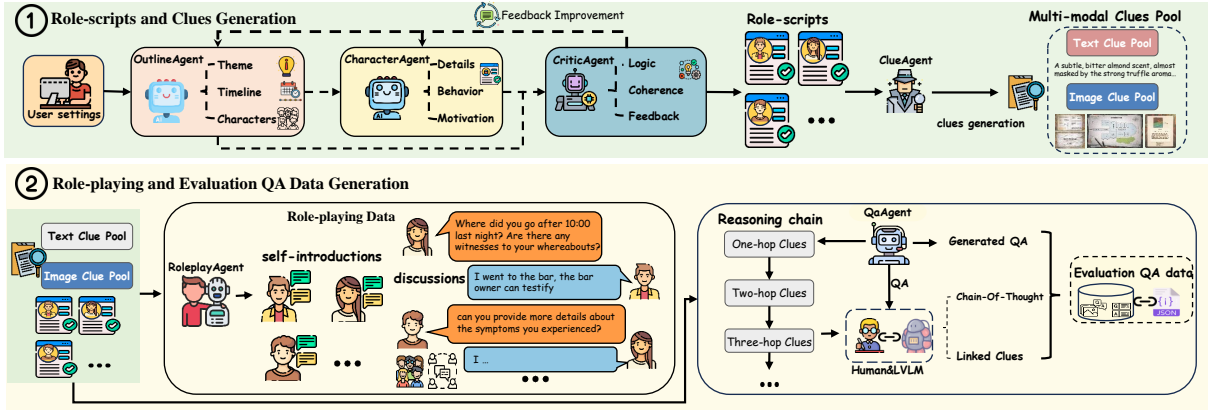 1 Role-scripts and Clues Generation
Feedback Improvement
User settings
OutlineAgent
Theme
Timeline
Characters
AI
CharacterAgent
Details
Behavior
Motivation
AI
CriticAgent
Logic
Coherence
Feedback
Role-scripts
...
ClueAgent
clues generation
Multi-modal Clues Pool
Text Clue Pool
A subtle, bitter almond scent, almost
masked by the strong truffle aroma...
Image Clue Pool
2 Role-playing and Evaluation QA Data Generation
Text Clue Pool
Image Clue Pool
...
Role-playing Data
RoleplayAgent
self-introductions
...
discussions
Where did you go after 10:00
last night? Are there any
witnesses to your whereabouts?
I went to the bar, the bar
owner can testify
can you provide more details about
the symptoms you experienced?
I ...
...
Reasoning chain
One-hop Clues
Two-hop Clues
Three-hop Clues
...
QaAgent
QA
Human&LVLM
Generated QA
Chain-Of-Thought
Linked Clues
Evaluation QA data
{i}
JSON